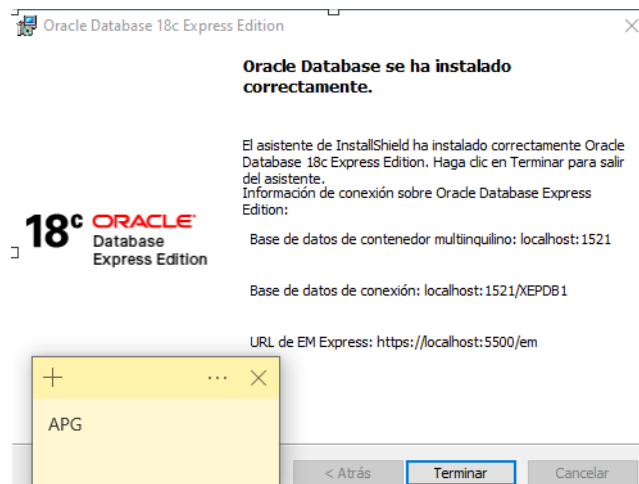 Oracle Database 18c Express Edition
Oracle Database se ha instalado
correctamente.
El asistente de InstallShield ha instalado correctamente Oracle
Database 18c Express Edition. Haga clic en Terminar para salir
del asistente.
Información de conexión sobre Oracle Database Express
Edition:
18c ORACLE
Database
Express Edition
Base de datos de contenedor multiinquilino: localhost:1521
Base de datos de conexión: localhost:1521/XEPDB1
URL de EM Express: https://localhost:5500/em
APG
< Atrás
Terminar
Cancelar